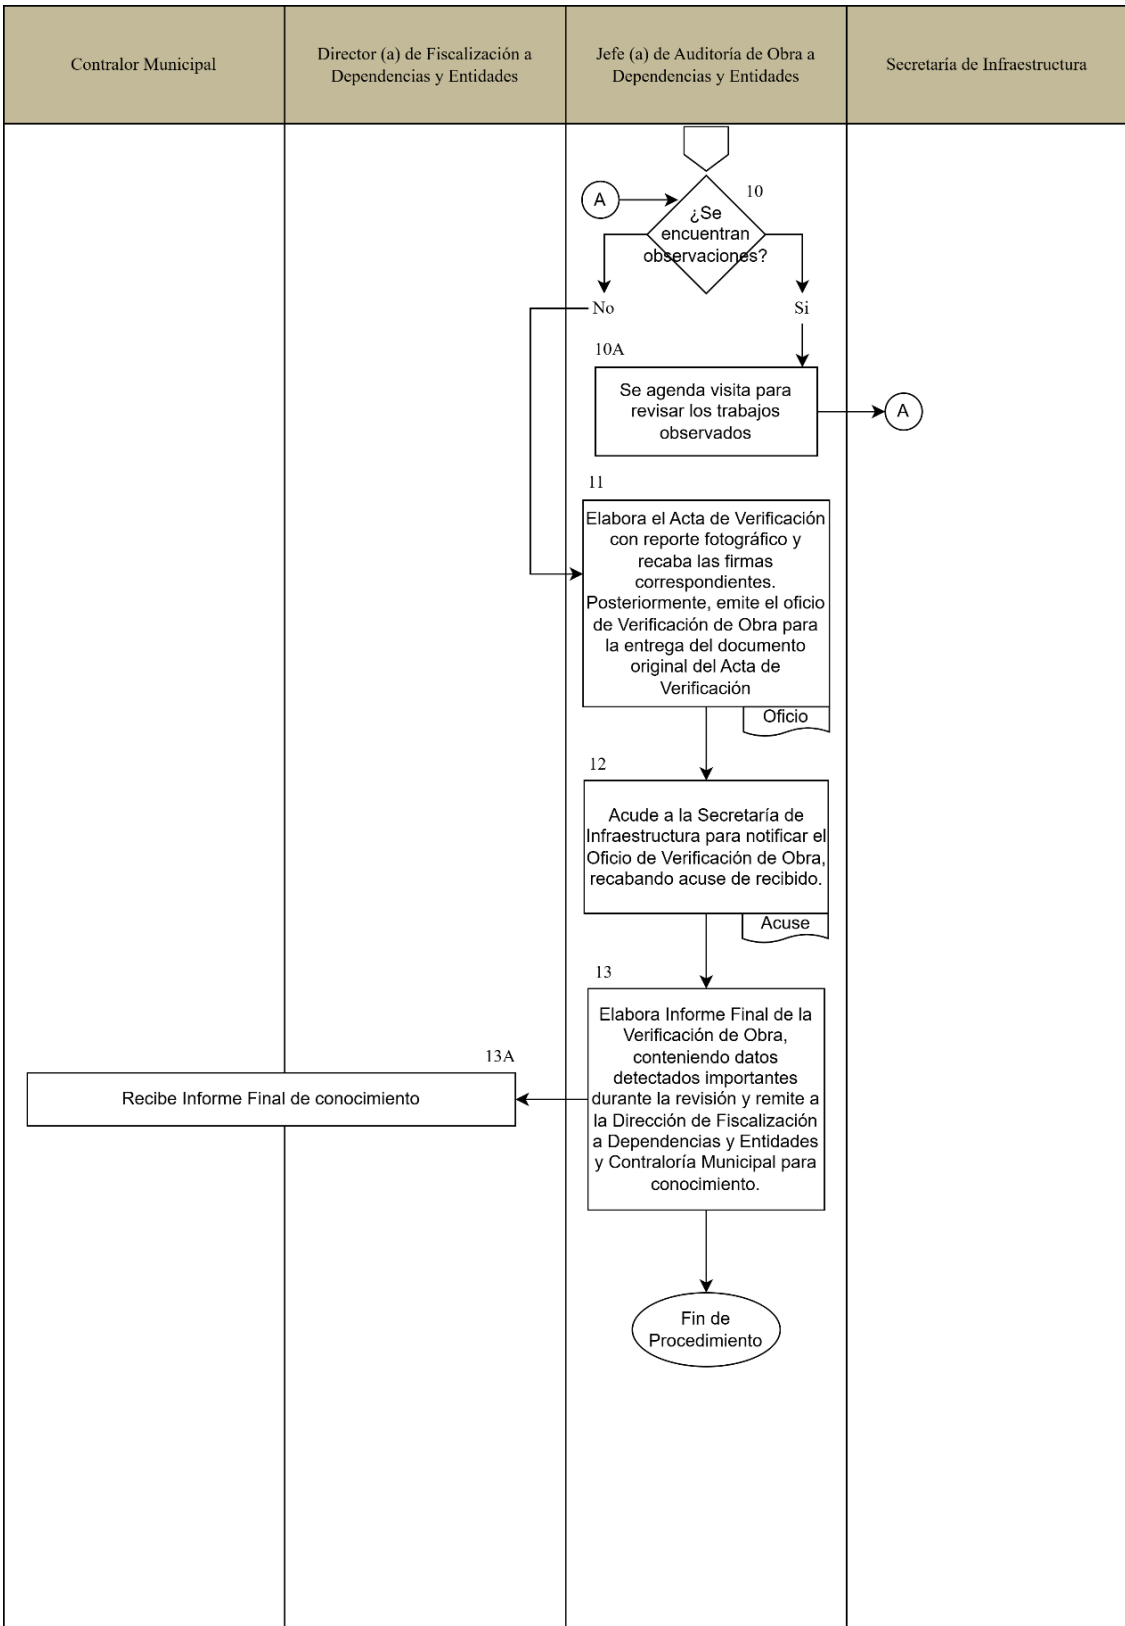 Contralor Municipal
Director (a) de Fiscalización a
Dependencias y Entidades
Jefe (a) de Auditoría de Obra a
Dependencias y Entidades
Secretaría de Infraestructura
A
10
¿Se
encuentran
observaciones?
No
Si
10A
Se agenda visita para
revisar los trabajos
observados
A
11
Elabora el Acta de Verificación
con reporte fotográfico y
recaba las firmas
correspondientes.
Posteriormente, emite el oficio
de Verificación de Obra para
la entrega del documento
original del Acta de
Verificación
Oficio
12
Acude a la Secretaría de
Infraestructura para notificar el
Oficio de Verificación de Obra,
recabando acuse de recibido.
Acuse
13
Elabora Informe Final de la
Verificación de Obra,
conteniendo datos
detectados importantes
durante la revisión y remite a
la Dirección de Fiscalización
a Dependencias y Entidades
y Contraloría Municipal para
conocimiento.
13A
Recibe Informe Final de conocimiento
Fin de
Procedimiento